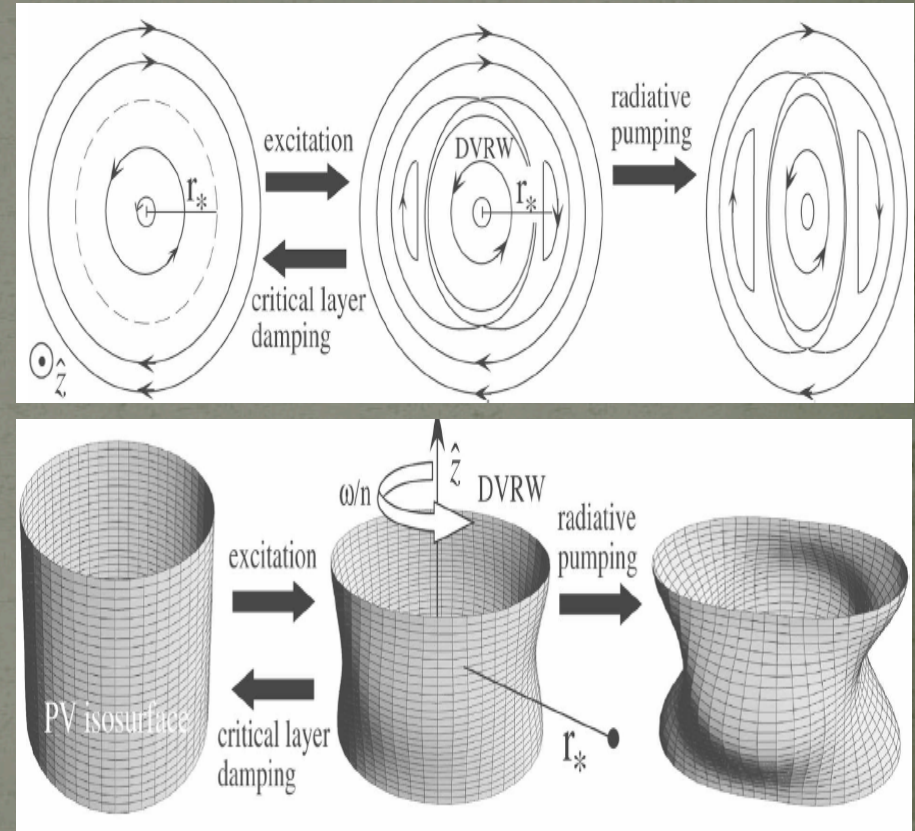 r*
excitation
critical layer
damping
ẑ
DVRW
r*
radiative
pumping
PV isosurface
excitation
critical layer
damping
ω/n
ẑ
DVRW
r*
radiative
pumping